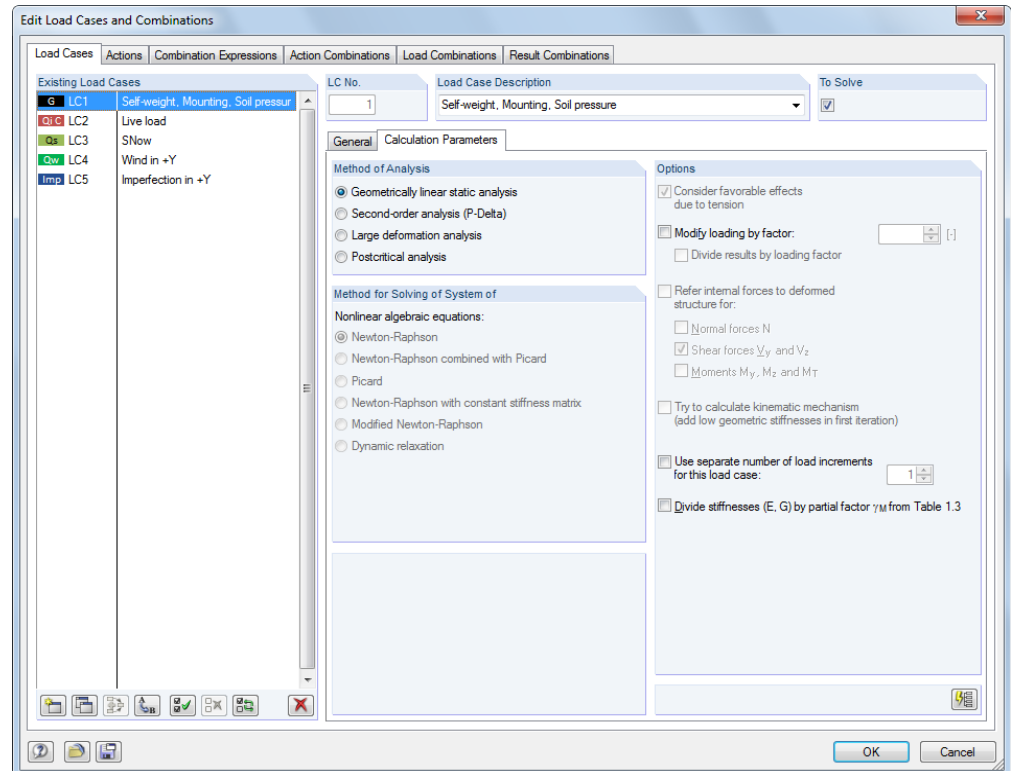 Edit Load Cases and Combinations
Load Cases
Actions
Combination Expressions
Action Combinations
Load Combinations
Result Combinations
Existing Load Cases
G LC1 Self-weight, Mounting, Soil pressur
Qi C LC2 Live load
Qs LC3 SNow
Qw LC4 Wind in +Y
Imp LC5 Imperfection in +Y
LC No.
1
Load Case Description
Self-weight, Mounting, Soil pressure
To Solve
General
Calculation Parameters
Method of Analysis
Geometrically linear static analysis
Second-order analysis (P-Delta)
Large deformation analysis
Postcritical analysis
Method for Solving of System of
Nonlinear algebraic equations:
Newton-Raphson
Newton-Raphson combined with Picard
Picard
Newton-Raphson with constant stiffness matrix
Modified Newton-Raphson
Dynamic relaxation
Options
Consider favorable effects
due to tension
Modify loading by factor: [-]
Divide results by loading factor
Refer internal forces to deformed
structure for:
Normal forces N
Shear forces Vy and Vz
Moments My, Mz and MT
Try to calculate kinematic mechanism
(add low geometric stiffnesses in first iteration)
Use separate number of load increments
for this load case: 1
Divide stiffnesses (E, G) by partial factor γM from Table 1.3
OK
Cancel